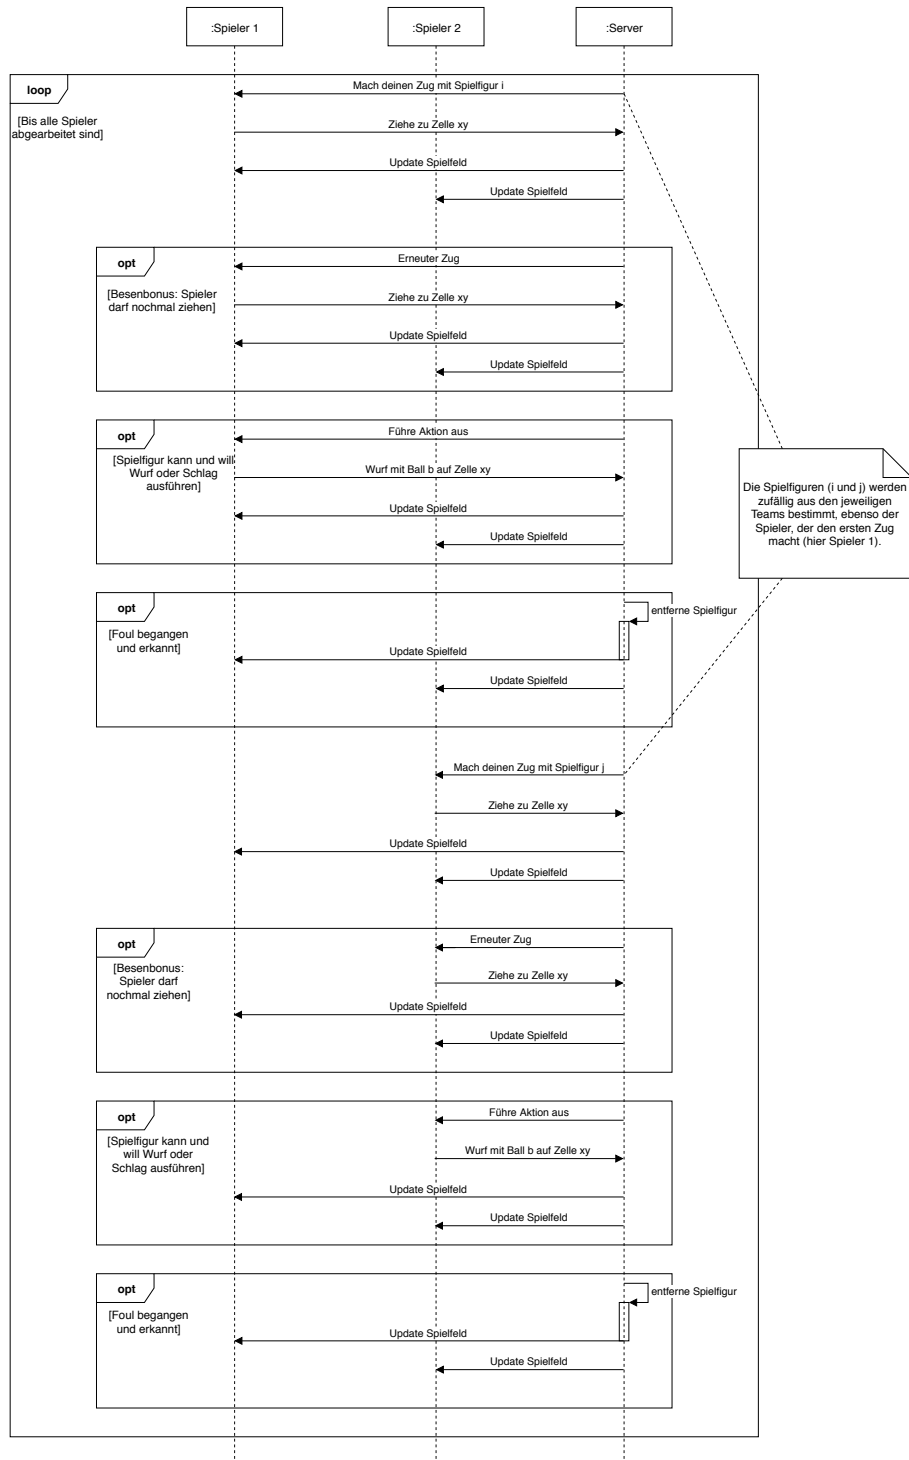 :Spieler 1
:Spieler 2
:Server
loop
Mach deinen Zug mit Spielfigur i
[Bis alle Spieler
abgearbeitet sind]
Ziehe zu Zelle xy
Update Spielfeld
Update Spielfeld
opt
Erneuter Zug
[Besenbonus: Spieler
darf nochmal ziehen]
Ziehe zu Zelle xy
Update Spielfeld
Update Spielfeld
opt
Führe Aktion aus
[Spielfigur kann und will
Wurf oder Schlag
ausführen]
Wurf mit Ball b auf Zelle xy
Update Spielfeld
Update Spielfeld
Die Spielfiguren (i und j) werden
zufällig aus den jeweiligen
Teams bestimmt, ebenso der
Spieler, der den ersten Zug
macht (hier Spieler 1).
opt
entferne Spielfigur
[Foul begangen
und erkannt]
Update Spielfeld
Update Spielfeld
Mach deinen Zug mit Spielfigur j
Ziehe zu Zelle xy
Update Spielfeld
Update Spielfeld
opt
Erneuter Zug
[Besenbonus:
Spieler darf
nochmal ziehen]
Ziehe zu Zelle xy
Update Spielfeld
Update Spielfeld
opt
Führe Aktion aus
[Spielfigur kann und
will Wurf oder
Schlag ausführen]
Wurf mit Ball b auf Zelle xy
Update Spielfeld
Update Spielfeld
opt
entferne Spielfigur
[Foul begangen
und erkannt]
Update Spielfeld
Update Spielfeld